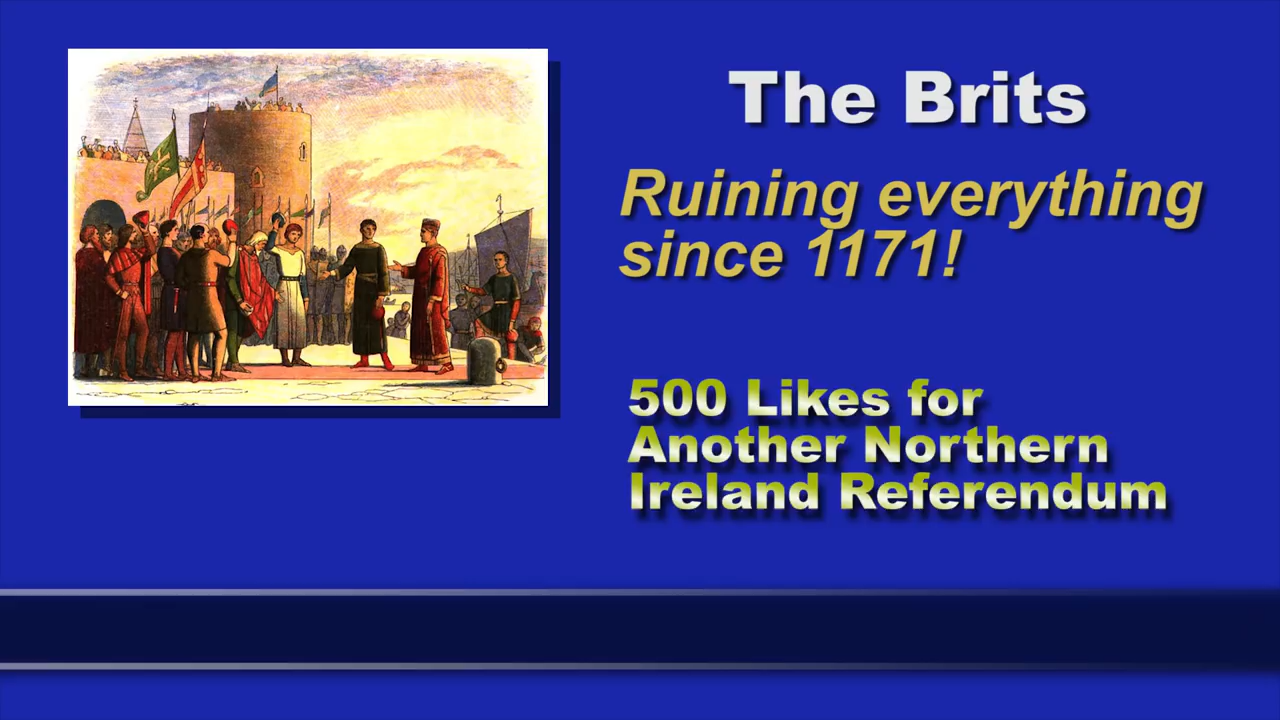 The Brits
Ruining everything
since 1171!
500 Likes for
Another Northern
Ireland Referendum